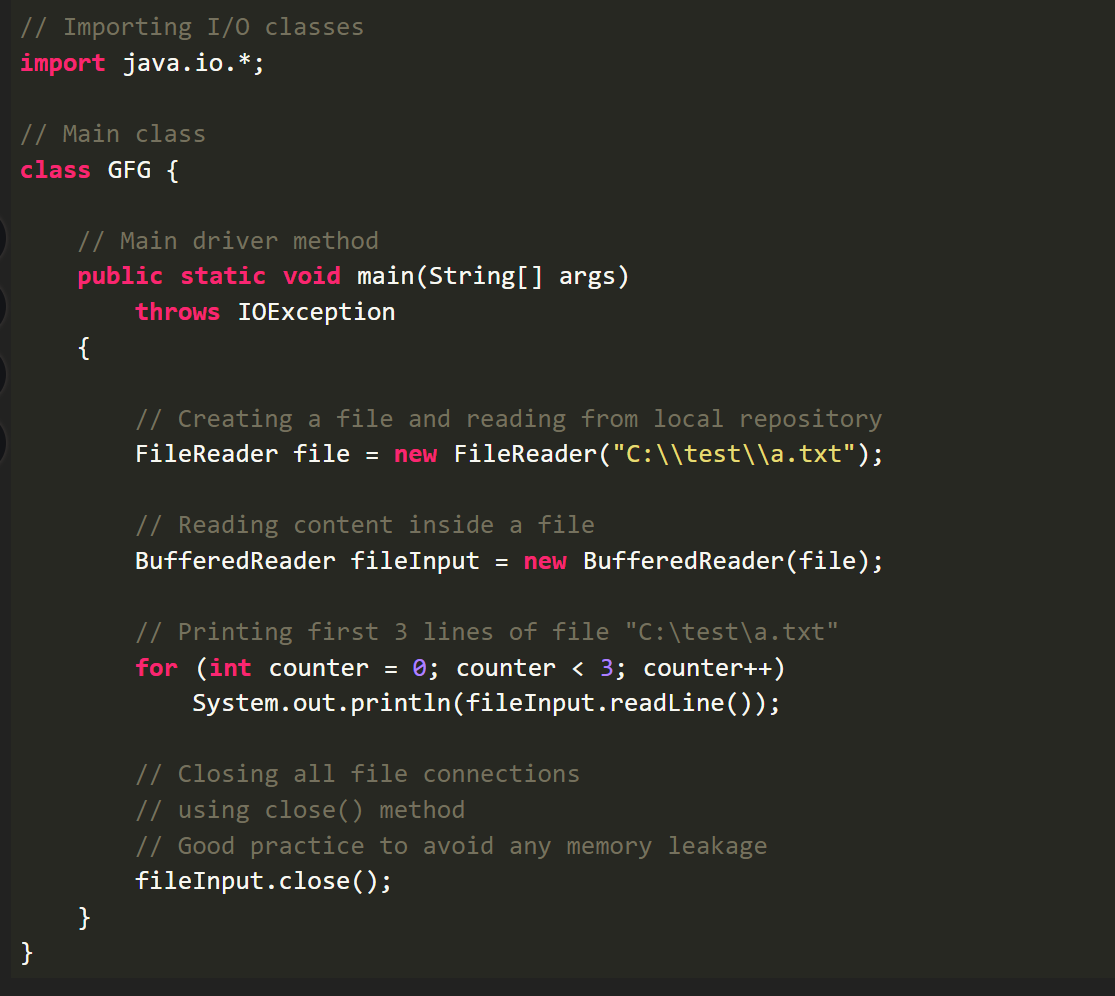 // Importing I/O classes
import java.io.*;
// Main class
class GFG {
// Main driver method
public static void main(String[] args)
throws IOException
{
// Creating a file and reading from local repository
FileReader file = new FileReader("C:\\test\\a.txt");
// Reading content inside a file
BufferedReader fileInput = new BufferedReader(file);
// Printing first 3 lines of file "C:\test\a.txt"
for (int counter = 0; counter < 3; counter++)
System.out.println(fileInput.readLine());
// Closing all file connections
// using close() method
// Good practice to avoid any memory leakage
fileInput.close();
}
}